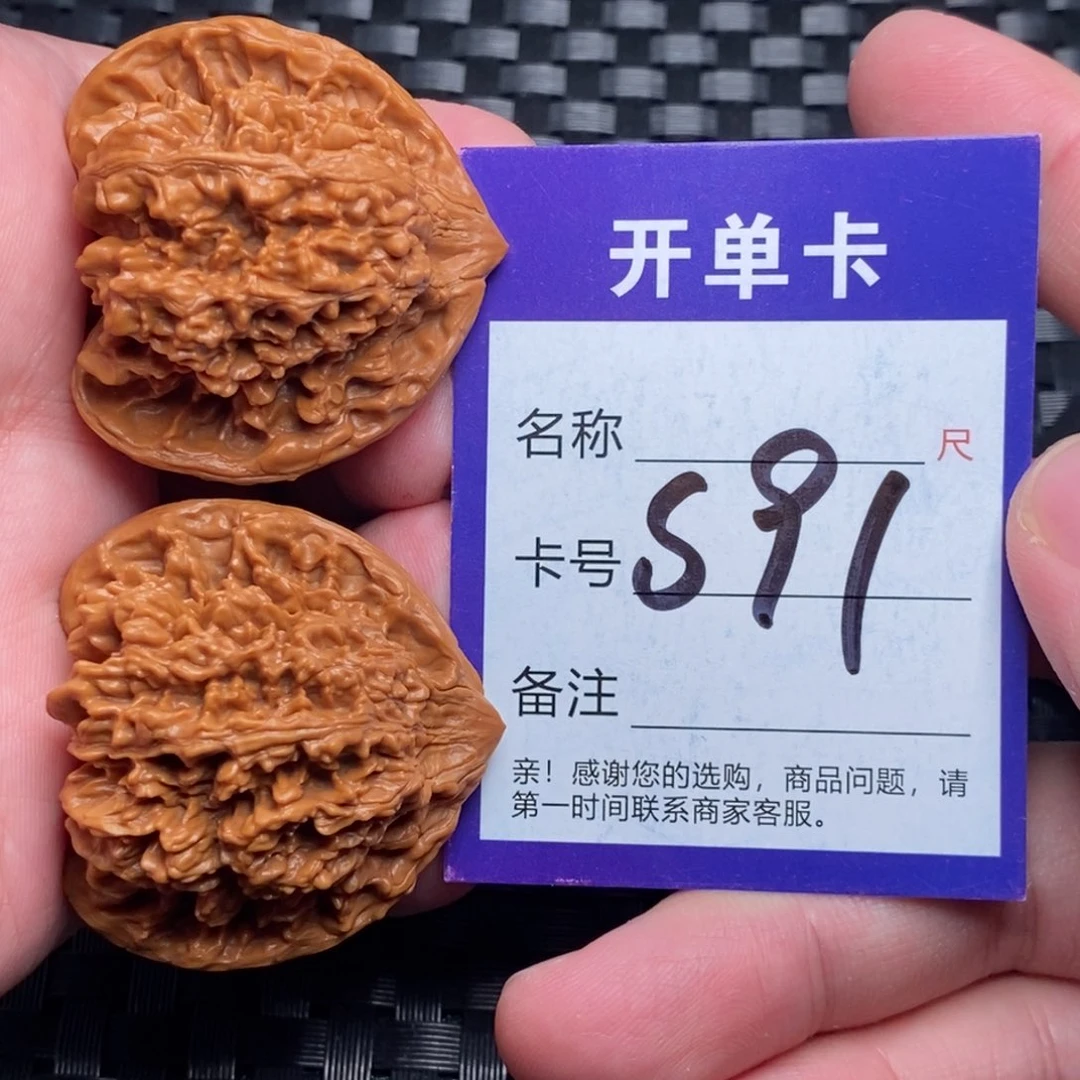 开单卡
名称 尺
卡号 S91
备注
亲！感谢您的选购，商品问题，请
第一时间联系商家客服。